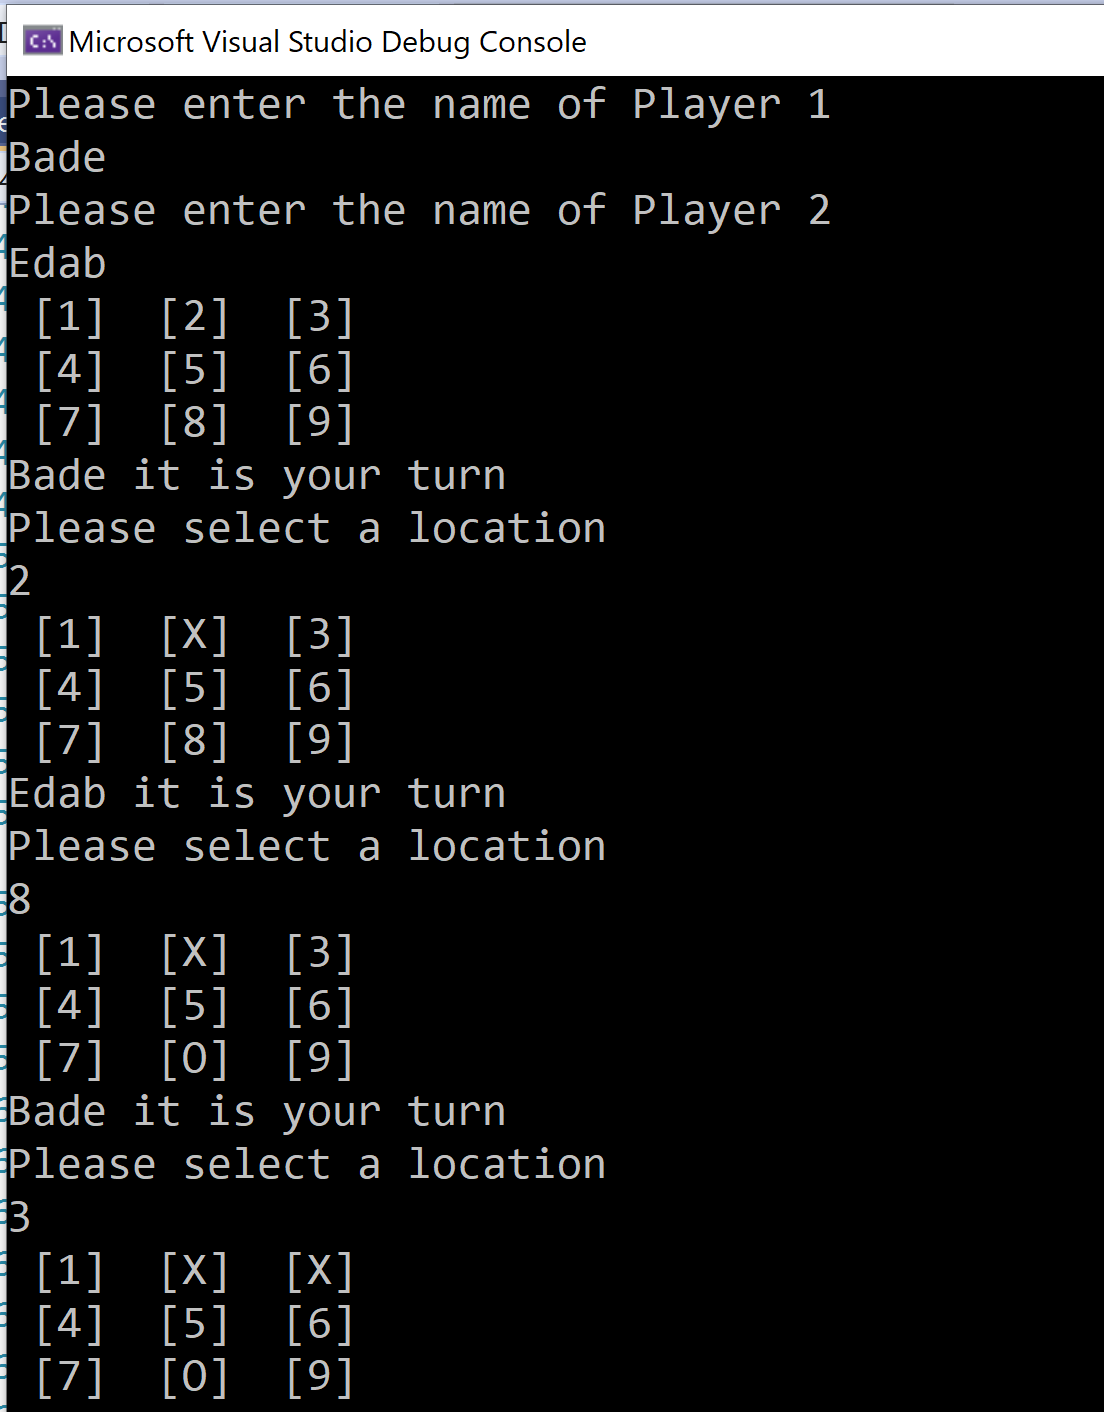 Microsoft Visual Studio Debug Console
Please enter the name of Player 1
Bade
Please enter the name of Player 2
Edab
[1] [2] [3]
[4] [5] [6]
[7] [8] [9]
Bade it is your turn
Please select a location
2
[1] [X] [3]
[4] [5] [6]
[7] [8] [9]
Edab it is your turn
Please select a location
8
[1] [X] [3]
[4] [5] [6]
[7] [O] [9]
Bade it is your turn
Please select a location
3
[1] [X] [X]
[4] [5] [6]
[7] [O] [9]